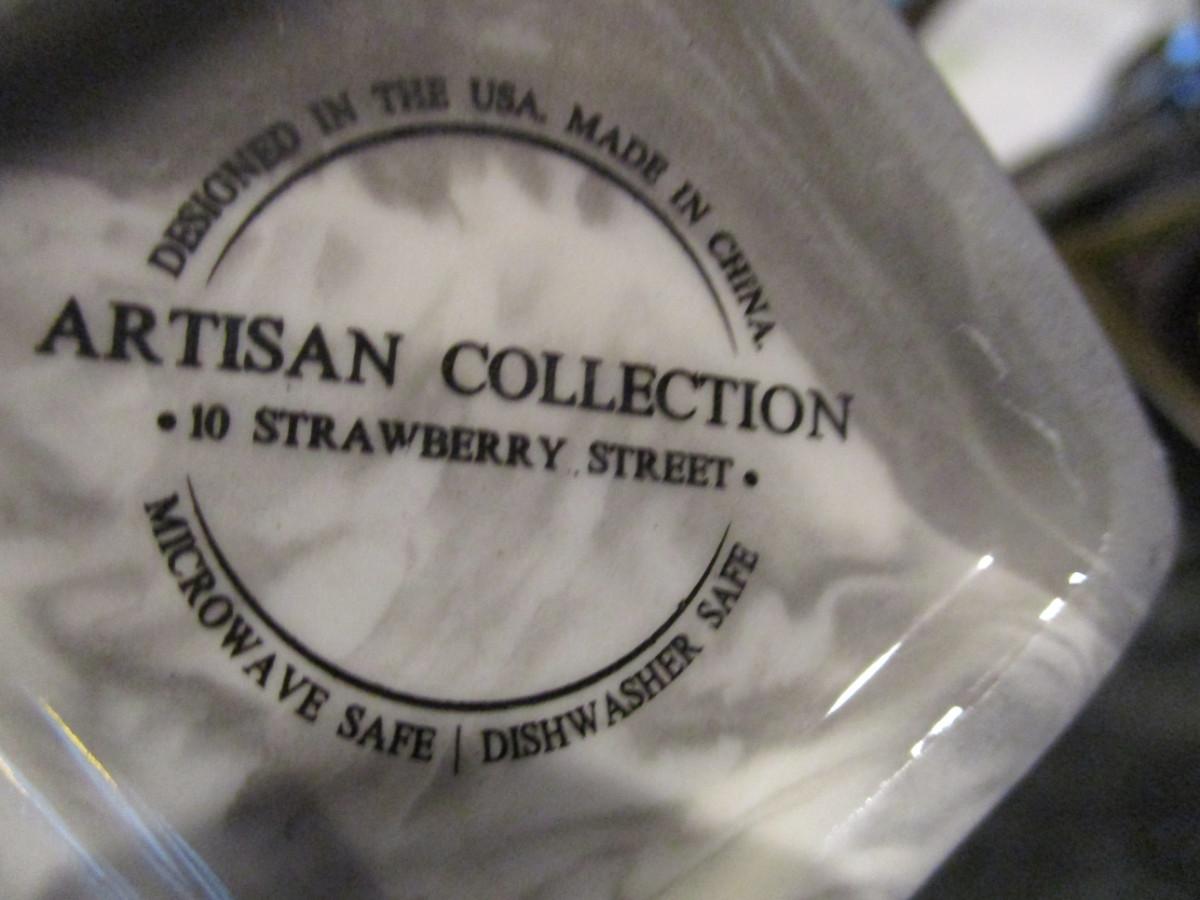 DESIGNED IN THE USA. MADE IN CHINA.
ARTISAN COLLECTION
• 10 STRAWBERRY STREET •
MICROWAVE SAFE | DISHWASHER SAFE